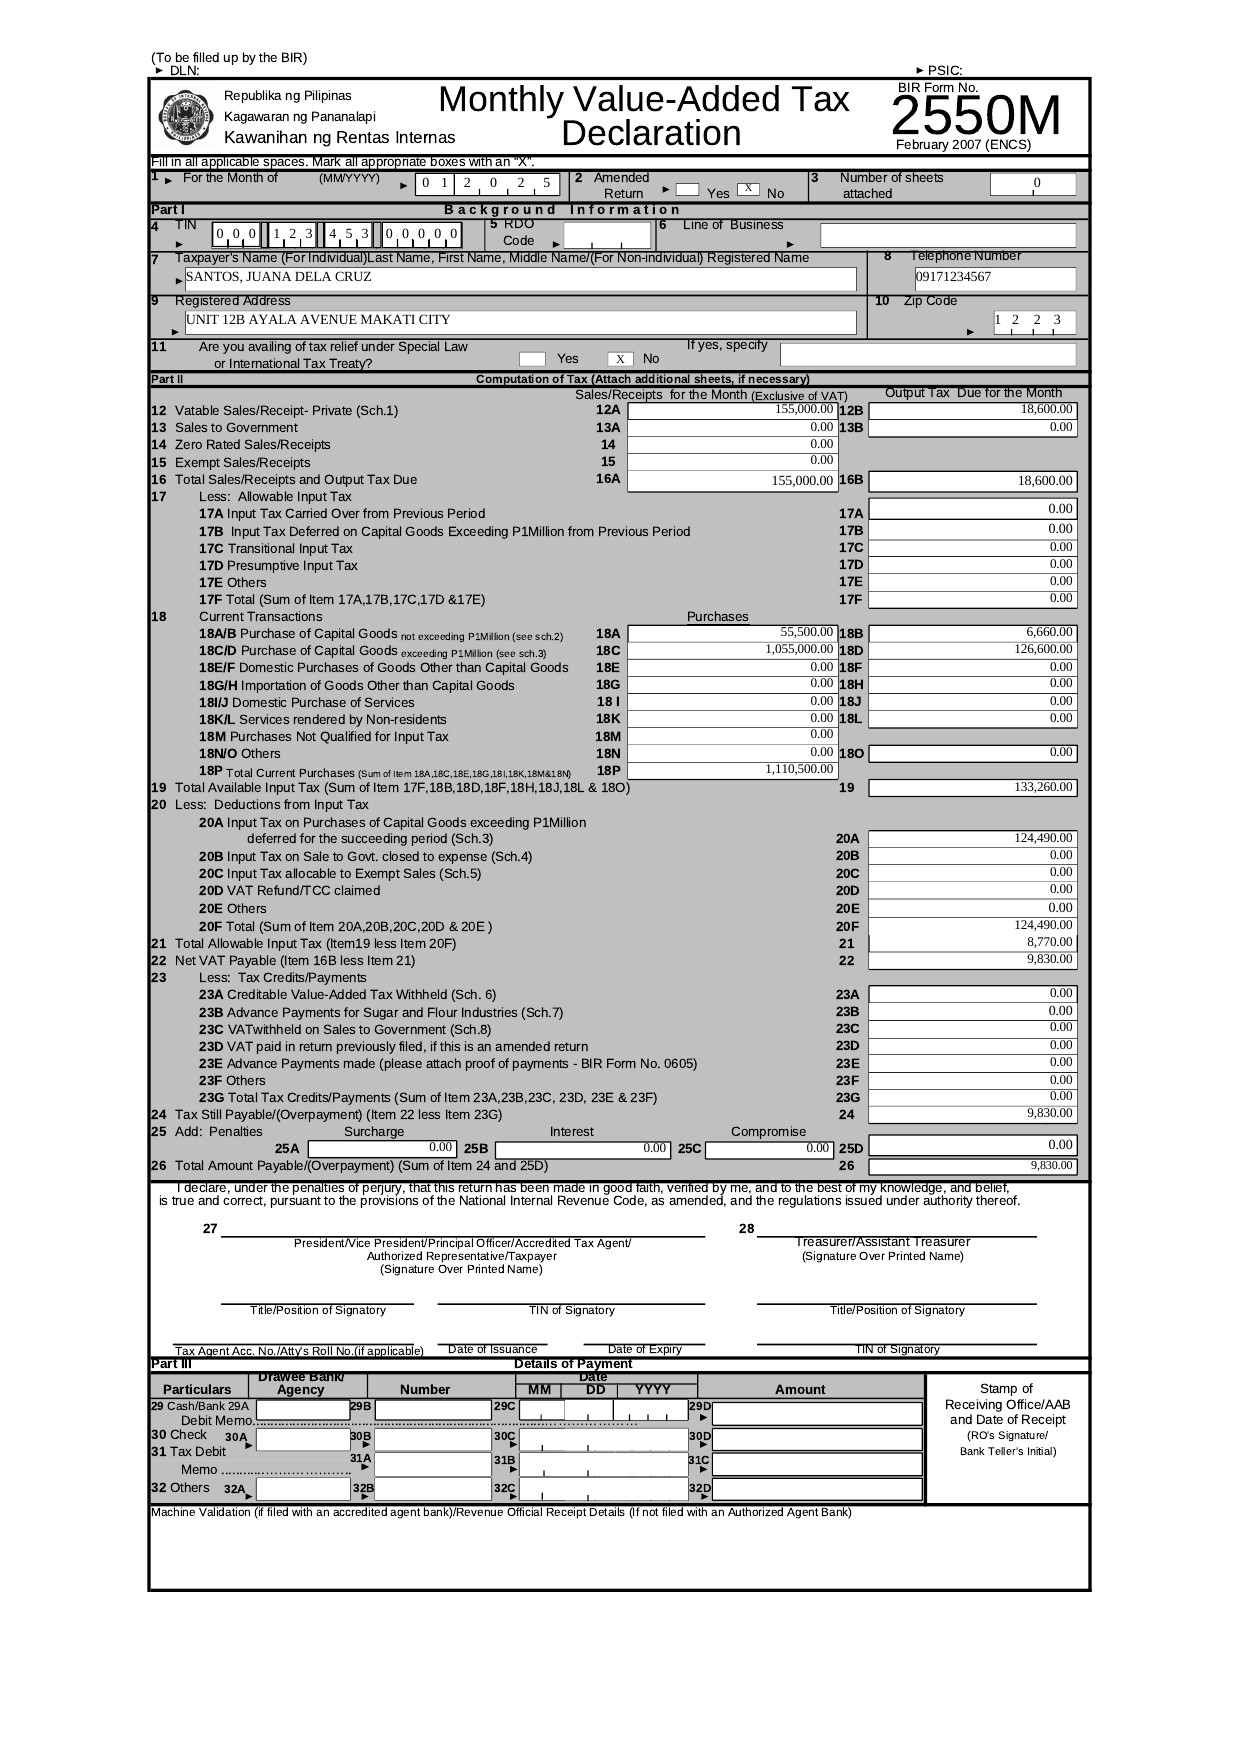 (To be filled up by the BIR)
► DLN: ► PSIC:
Republika ng Pilipinas
Kagawaran ng Pananalapi
Kawanihan ng Rentas Internas
Monthly Value-Added Tax
Declaration
BIR Form No.
2550M
February 2007 (ENCS)
Fill in all applicable spaces. Mark all appropriate boxes with an "X".
1 ► For the Month of (MM/YYYY) ► 0 1 2 0 2 5 2 Amended Return ► Yes X No 3 Number of sheets attached 0
Part I Background Information
4 TIN ► 0 0 0 1 2 3 4 5 3 0 0 0 0 0 5 RDO Code ► 6 Line of Business ►
7 Taxpayer's Name (For Individual)Last Name, First Name, Middle Name/(For Non-individual) Registered Name 8 Telephone Number
► SANTOS, JUANA DELA CRUZ 09171234567
9 Registered Address 10 Zip Code
► UNIT 12B AYALA AVENUE MAKATI CITY ► 1 2 2 3
11 Are you availing of tax relief under Special Law
or International Tax Treaty? Yes X No If yes, specify
Part II Computation of Tax (Attach additional sheets, if necessary)
Sales/Receipts for the Month (Exclusive of VAT) Output Tax Due for the Month
12 Vatable Sales/Receipt- Private (Sch.1) 12A 155,000.00 12B 18,600.00
13 Sales to Government 13A 0.00 13B 0.00
14 Zero Rated Sales/Receipts 14 0.00
15 Exempt Sales/Receipts 15 0.00
16 Total Sales/Receipts and Output Tax Due 16A 155,000.00 16B 18,600.00
17 Less: Allowable Input Tax
17A Input Tax Carried Over from Previous Period 17A 0.00
17B Input Tax Deferred on Capital Goods Exceeding P1Million from Previous Period 17B 0.00
17C Transitional Input Tax 17C 0.00
17D Presumptive Input Tax 17D 0.00
17E Others 17E 0.00
17F Total (Sum of Item 17A,17B,17C,17D &17E) 17F 0.00
18 Current Transactions Purchases
18A/B Purchase of Capital Goods not exceeding P1Million (see sch.2) 18A 55,500.00 18B 6,660.00
18C/D Purchase of Capital Goods exceeding P1Million (see sch.3) 18C 1,055,000.00 18D 126,600.00
18E/F Domestic Purchases of Goods Other than Capital Goods 18E 0.00 18F 0.00
18G/H Importation of Goods Other than Capital Goods 18G 0.00 18H 0.00
18I/J Domestic Purchase of Services 18 I 0.00 18J 0.00
18K/L Services rendered by Non-residents 18K 0.00 18L 0.00
18M Purchases Not Qualified for Input Tax 18M 0.00
18N/O Others 18N 0.00 18O 0.00
18P Total Current Purchases (Sum of Item 18A,18C,18E,18G,18I,18K,18M&18N) 18P 1,110,500.00
19 Total Available Input Tax (Sum of Item 17F,18B,18D,18F,18H,18J,18L & 18O) 19 133,260.00
20 Less: Deductions from Input Tax
20A Input Tax on Purchases of Capital Goods exceeding P1Million
deferred for the succeeding period (Sch.3) 20A 124,490.00
20B Input Tax on Sale to Govt. closed to expense (Sch.4) 20B 0.00
20C Input Tax allocable to Exempt Sales (Sch.5) 20C 0.00
20D VAT Refund/TCC claimed 20D 0.00
20E Others 20E 0.00
20F Total (Sum of Item 20A,20B,20C,20D & 20E ) 20F 124,490.00
21 Total Allowable Input Tax (Item19 less Item 20F) 21 8,770.00
22 Net VAT Payable (Item 16B less Item 21) 22 9,830.00
23 Less: Tax Credits/Payments
23A Creditable Value-Added Tax Withheld (Sch. 6) 23A 0.00
23B Advance Payments for Sugar and Flour Industries (Sch.7) 23B 0.00
23C VATwithheld on Sales to Government (Sch.8) 23C 0.00
23D VAT paid in return previously filed, if this is an amended return 23D 0.00
23E Advance Payments made (please attach proof of payments - BIR Form No. 0605) 23E 0.00
23F Others 23F 0.00
23G Total Tax Credits/Payments (Sum of Item 23A,23B,23C, 23D, 23E & 23F) 23G 0.00
24 Tax Still Payable/(Overpayment) (Item 22 less Item 23G) 24 9,830.00
25 Add: Penalties Surcharge Interest Compromise
25A 0.00 25B 0.00 25C 0.00 25D 0.00
26 Total Amount Payable/(Overpayment) (Sum of Item 24 and 25D) 26 9,830.00
I declare, under the penalties of perjury, that this return has been made in good faith, verified by me, and to the best of my knowledge, and belief,
is true and correct, pursuant to the provisions of the National Internal Revenue Code, as amended, and the regulations issued under authority thereof.
27 28
President/Vice President/Principal Officer/Accredited Tax Agent/ Treasurer/Assistant Treasurer
Authorized Representative/Taxpayer (Signature Over Printed Name)
(Signature Over Printed Name)
Title/Position of Signatory TIN of Signatory Title/Position of Signatory
Tax Agent Acc. No./Atty's Roll No.(if applicable) Date of Issuance Date of Expiry TIN of Signatory
Part III Details of Payment
Particulars Drawee Bank/ Agency Number Date MM DD YYYY Amount
29 Cash/Bank 29A 29B 29C 29D ►
Debit Memo
30 Check 30A ► 30B ► 30C ► 30D ►
31 Tax Debit 31A ► 31B ► 31C ►
Memo
32 Others 32A ► 32B ► 32C ► 32D ►
Stamp of
Receiving Office/AAB
and Date of Receipt
(RO's Signature/
Bank Teller's Initial)
Machine Validation (if filed with an accredited agent bank)/Revenue Official Receipt Details (If not filed with an Authorized Agent Bank)